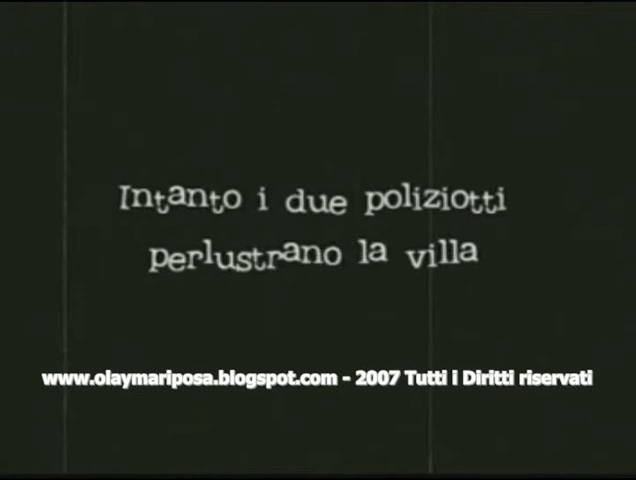 Intanto i due poliziotti
perlustrano la villa
www.olaymariposa.blogspot.com - 2007 Tutti i Diritti riservati